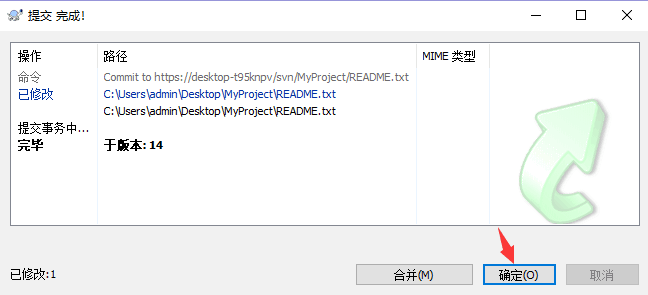 提交 完成!
操作 路径 MIME 类型
命令 Commit to https://desktop-t95knpv/svn/MyProject/README.txt
已修改 C:\Users\admin\Desktop\MyProject\README.txt
C:\Users\admin\Desktop\MyProject\README.txt
提交事务中...
完毕 于版本: 14
已修改:1 合并(M) 确定(O) 取消